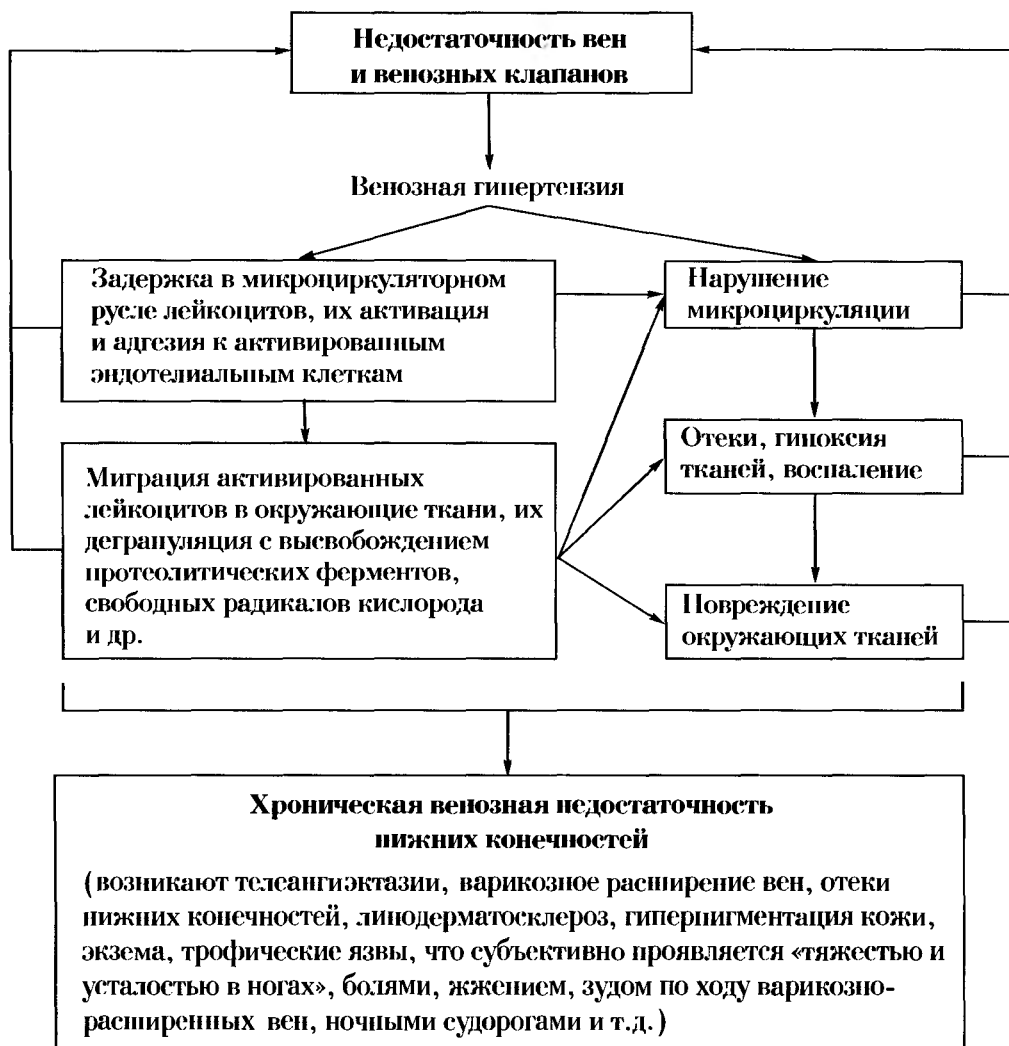 Недостаточность вен
и венозных клапанов
Венозная гипертензия
Задержка в микроциркуляторном
русле лейкоцитов, их активация
и адгезия к активированным
эндотелиальным клеткам
Нарушение
микроциркуляции
Миграция активированных
лейкоцитов в окружающие ткани, их
дегрануляция с высвобождением
протеолитических ферментов,
свободных радикалов кислорода
и др.
Отеки, гипоксия
тканей, воспаление
Повреждение
окружающих тканей
Хроническая венозная недостаточность
нижних конечностей
(возникают телеангиэктазии, варикозное расширение вен, отеки
нижних конечностей, липодерматосклероз, гиперпигментация кожи,
экзема, трофические язвы, что субъективно проявляется «тяжестью и
усталостью в ногах», болями, жжением, зудом по ходу варикозно-
расширенных вен, ночными судорогами и т.д.)